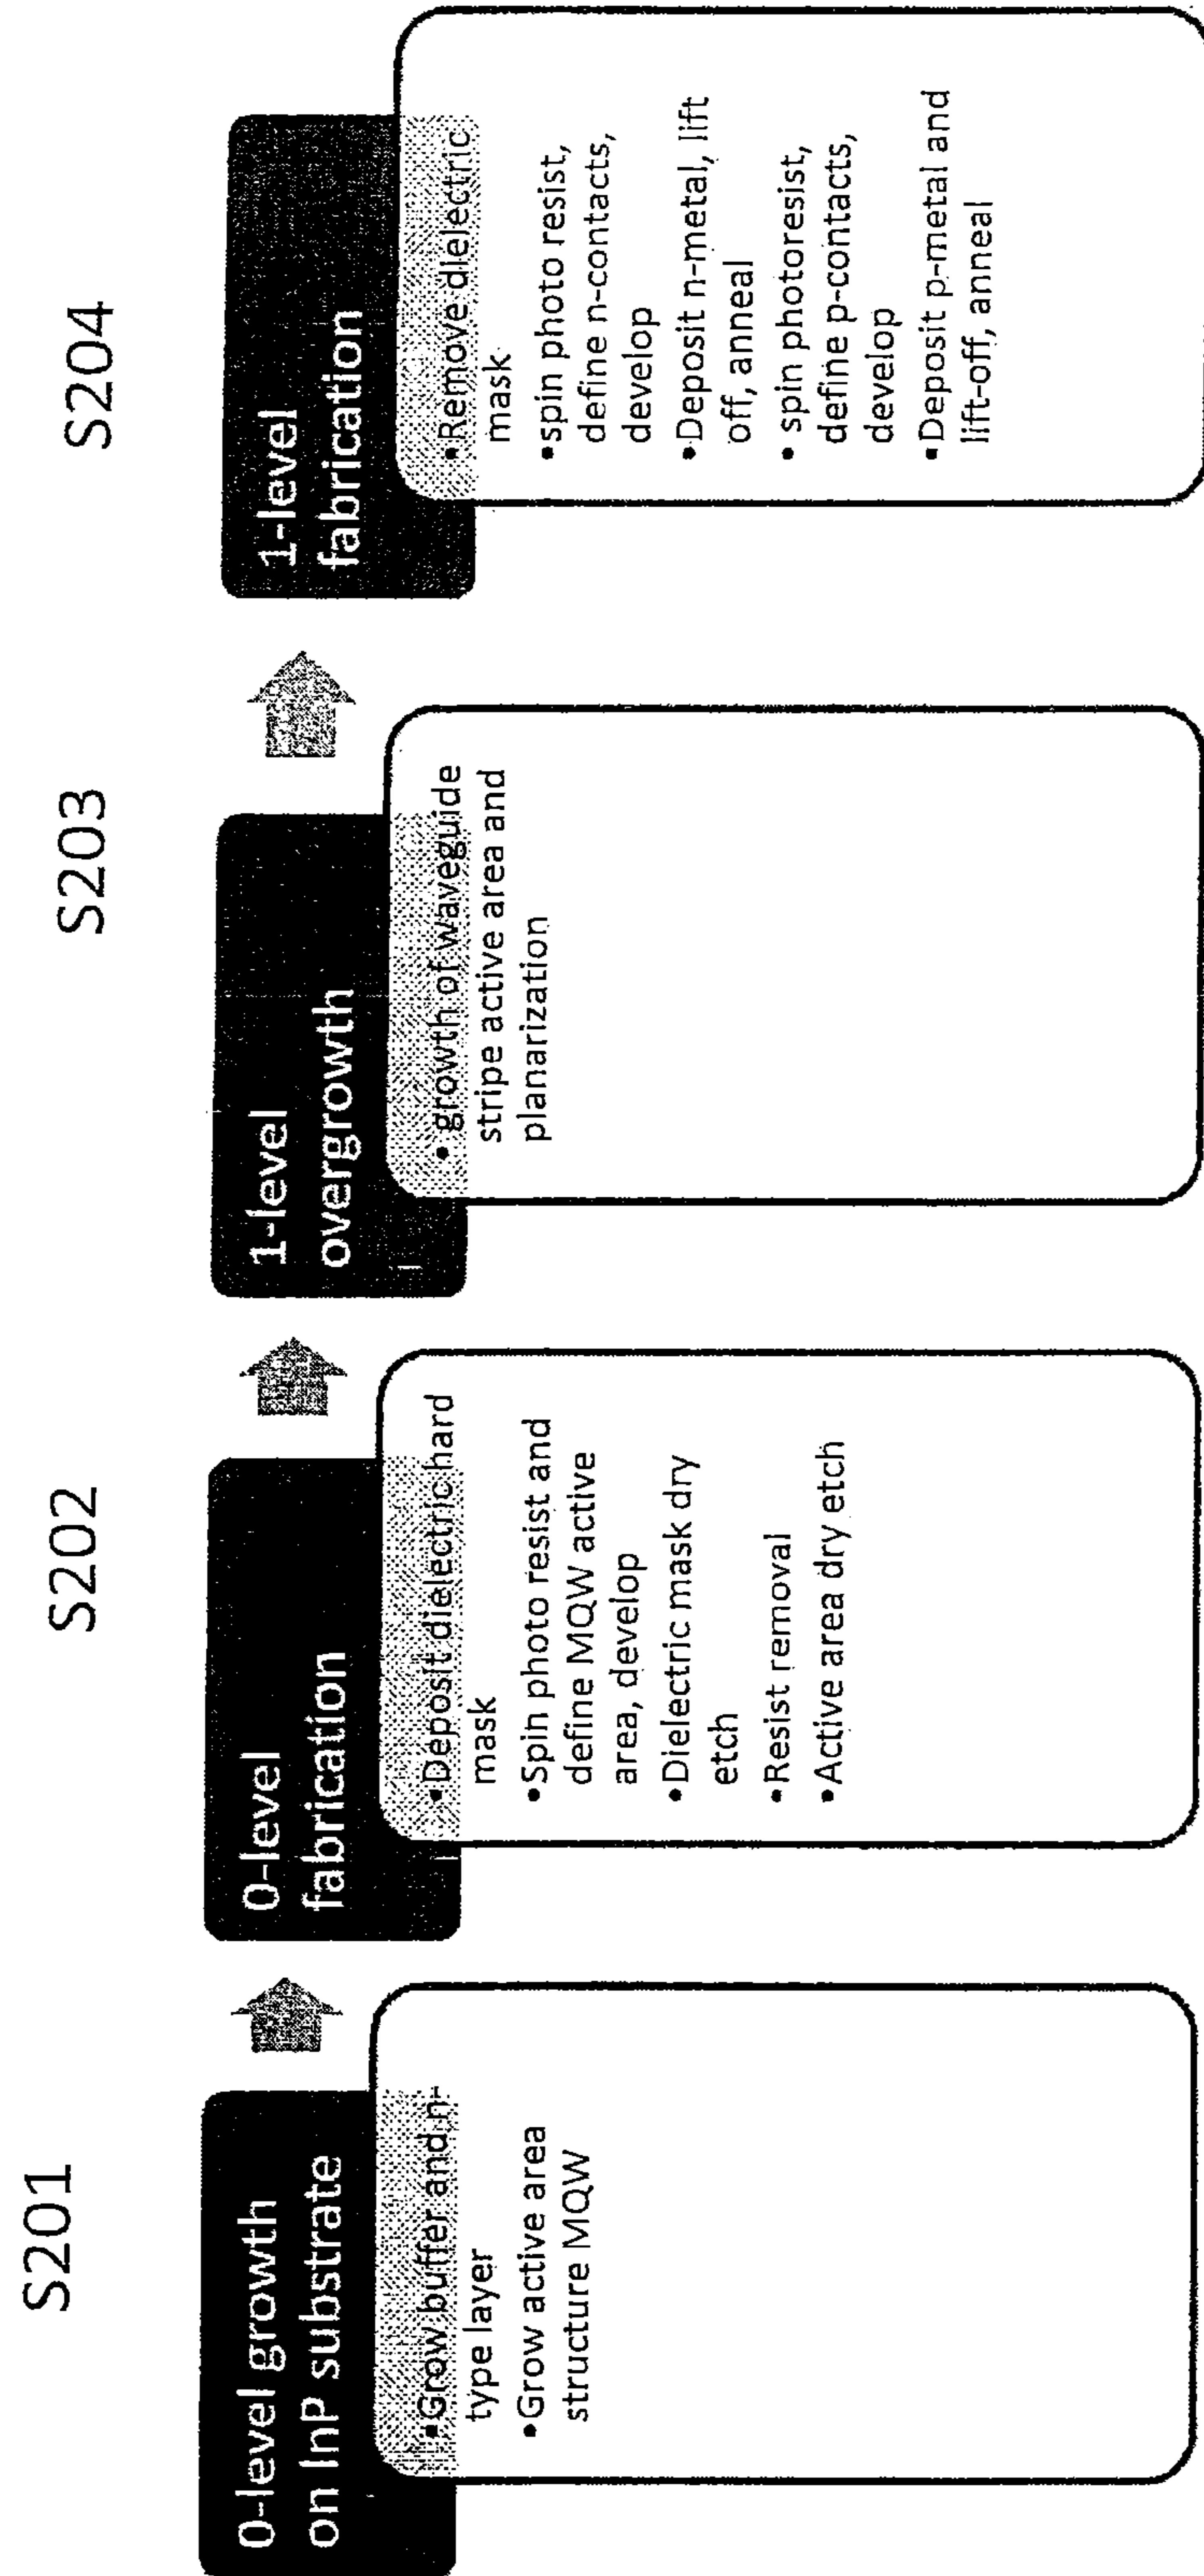 S201
0-level growth
on InP substrate
•Grow buffer and n-
type layer
•Grow active area
structure MQW
S202
0-level
fabrication
•Deposit dielectric hard
mask
•Spin photo resist and
define MQW active
area, develop
•Dielectric mask dry
etch
•Resist removal
•Active area dry etch
S203
1-level
overgrowth
• growth of waveguide
stripe active area and
planarization
S204
1-level
fabrication
•Remove dielectric
mask
•spin photo resist,
define n-contacts,
develop
•Deposit n-metal, lift
off, anneal
• spin photoresist,
define p-contacts,
develop
•Deposit p-metal and
lift-off, anneal